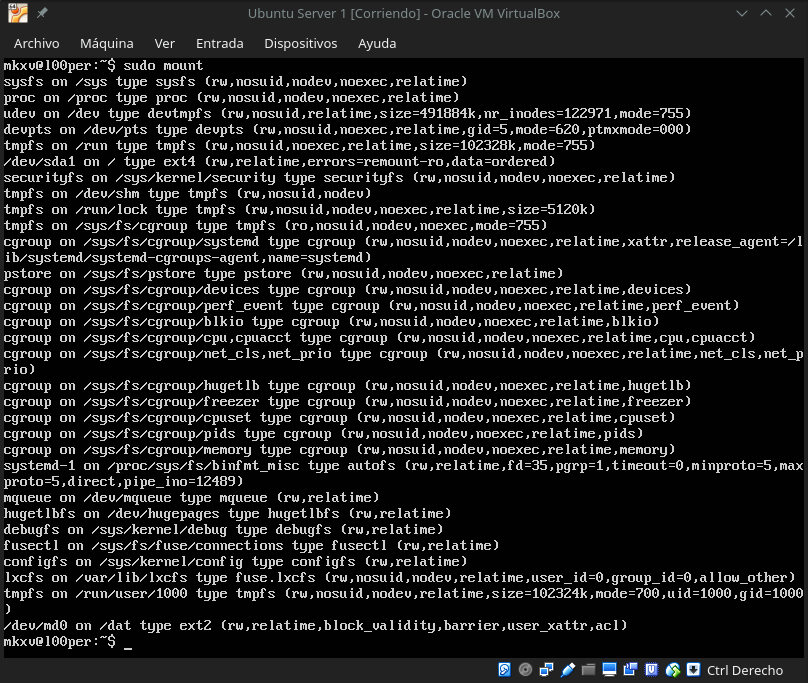 Ubuntu Server 1 [Corriendo] - Oracle VM VirtualBox
Archivo Máquina Ver Entrada Dispositivos Ayuda
mkxv@l00per:~$ sudo mount
sysfs on /sys type sysfs (rw,nosuid,nodev,noexec,relatime)
proc on /proc type proc (rw,nosuid,nodev,noexec,relatime)
udev on /dev type devtmpfs (rw,nosuid,relatime,size=491884k,nr_inodes=122971,mode=755)
devpts on /dev/pts type devpts (rw,nosuid,noexec,relatime,gid=5,mode=620,ptmxmode=000)
tmpfs on /run type tmpfs (rw,nosuid,noexec,relatime,size=102328k,mode=755)
/dev/sda1 on / type ext4 (rw,relatime,errors=remount-ro,data=ordered)
securityfs on /sys/kernel/security type securityfs (rw,nosuid,nodev,noexec,relatime)
tmpfs on /dev/shm type tmpfs (rw,nosuid,nodev)
tmpfs on /run/lock type tmpfs (rw,nosuid,nodev,noexec,relatime,size=5120k)
tmpfs on /sys/fs/cgroup type tmpfs (ro,nosuid,nodev,noexec,mode=755)
cgroup on /sys/fs/cgroup/systemd type cgroup (rw,nosuid,nodev,noexec,relatime,xattr,release_agent=/l
ib/systemd/systemd-cgroups-agent,name=systemd)
pstore on /sys/fs/pstore type pstore (rw,nosuid,nodev,noexec,relatime)
cgroup on /sys/fs/cgroup/devices type cgroup (rw,nosuid,nodev,noexec,relatime,devices)
cgroup on /sys/fs/cgroup/perf_event type cgroup (rw,nosuid,nodev,noexec,relatime,perf_event)
cgroup on /sys/fs/cgroup/blkio type cgroup (rw,nosuid,nodev,noexec,relatime,blkio)
cgroup on /sys/fs/cgroup/cpu,cpuacct type cgroup (rw,nosuid,nodev,noexec,relatime,cpu,cpuacct)
cgroup on /sys/fs/cgroup/net_cls,net_prio type cgroup (rw,nosuid,nodev,noexec,relatime,net_cls,net_p
rio)
cgroup on /sys/fs/cgroup/hugetlb type cgroup (rw,nosuid,nodev,noexec,relatime,hugetlb)
cgroup on /sys/fs/cgroup/freezer type cgroup (rw,nosuid,nodev,noexec,relatime,freezer)
cgroup on /sys/fs/cgroup/cpuset type cgroup (rw,nosuid,nodev,noexec,relatime,cpuset)
cgroup on /sys/fs/cgroup/pids type cgroup (rw,nosuid,nodev,noexec,relatime,pids)
cgroup on /sys/fs/cgroup/memory type cgroup (rw,nosuid,nodev,noexec,relatime,memory)
systemd-1 on /proc/sys/fs/binfmt_misc type autofs (rw,relatime,fd=35,pgrp=1,timeout=0,minproto=5,max
proto=5,direct,pipe_ino=12489)
mqueue on /dev/mqueue type mqueue (rw,relatime)
hugetlbfs on /dev/hugepages type hugetlbfs (rw,relatime)
debugfs on /sys/kernel/debug type debugfs (rw,relatime)
fusectl on /sys/fs/fuse/connections type fusectl (rw,relatime)
configfs on /sys/kernel/config type configfs (rw,relatime)
lxcfs on /var/lib/lxcfs type fuse.lxcfs (rw,nosuid,nodev,relatime,user_id=0,group_id=0,allow_other)
tmpfs on /run/user/1000 type tmpfs (rw,nosuid,nodev,relatime,size=102324k,mode=700,uid=1000,gid=1000
)
/dev/md0 on /dat type ext2 (rw,relatime,block_validity,barrier,user_xattr,acl)
mkxv@l00per:~$ _
Ctrl Derecho